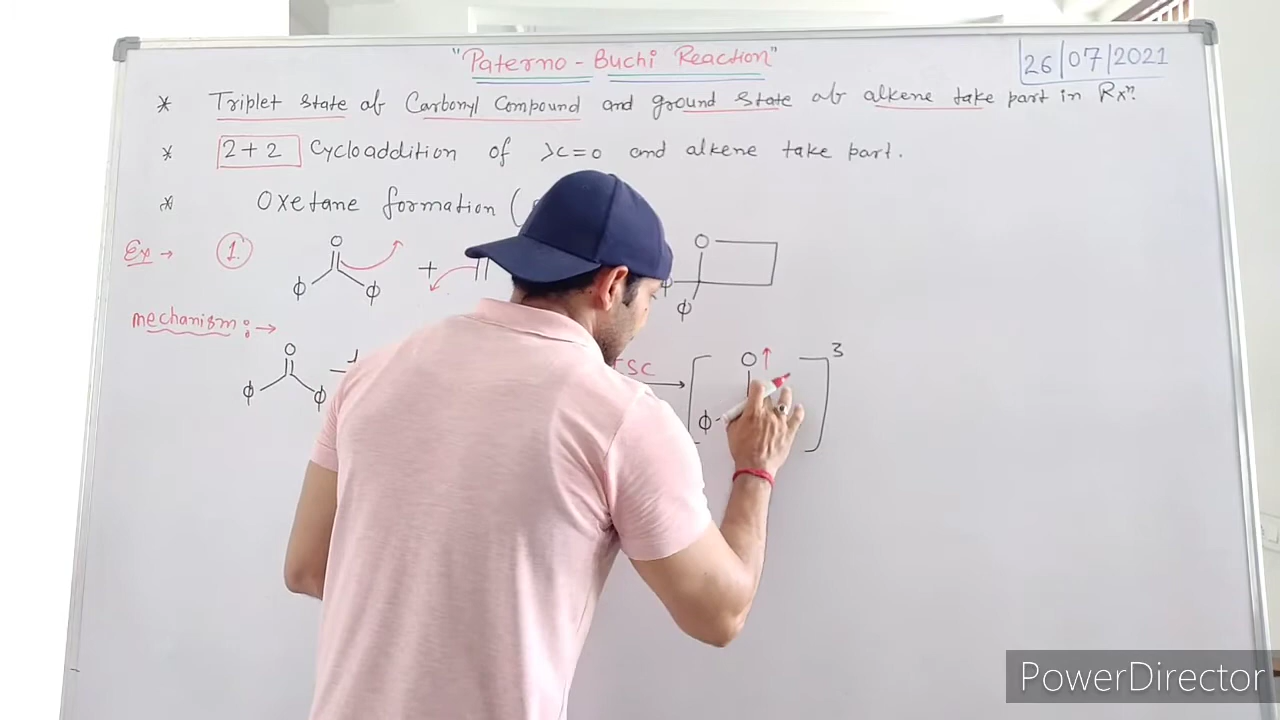 "Paterno - Buchi Reaction"
26/07/2021
* Triplet state of Carbonyl Compound and ground state of alkene take part in Rxn.
* 2+2 Cycloaddition of >C=O and alkene take part.
* Oxetane formation (
Ex → 1.
O
ϕ ϕ + ||
O
ϕ
ϕ
mechanism :→
O
ϕ ϕ
ISC
O ↑
ϕ
3
PowerDirector